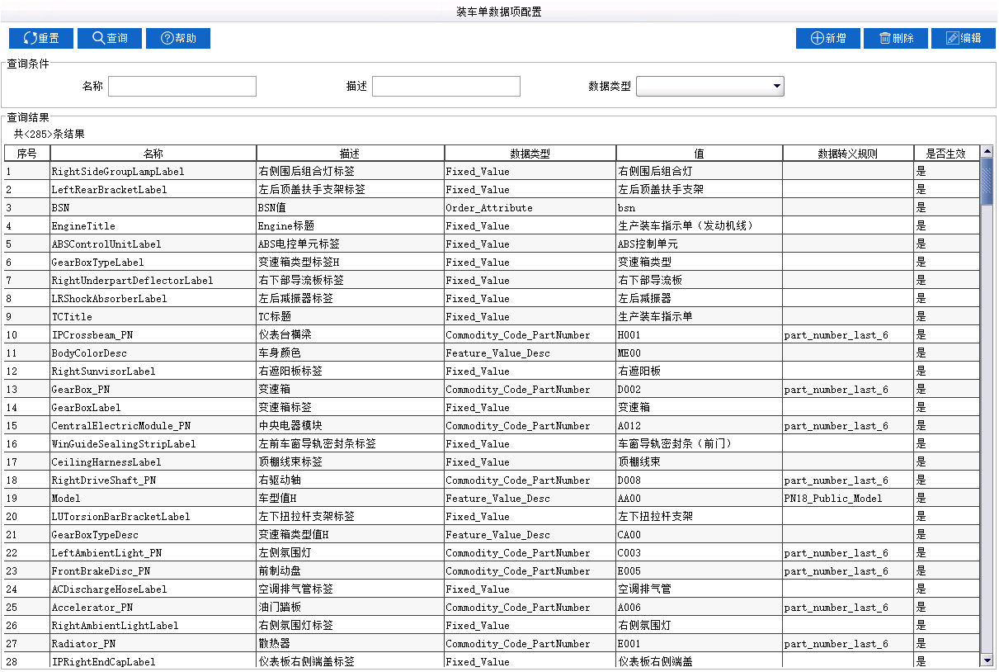 装车单数据项配置
重置 查询 帮助 新增 删除 编辑
查询条件
名称 描述 数据类型
查询结果
共<285>条结果
序号 名称 描述 数据类型 值 数据转义规则 是否生效
1 RightSideGroupLampLabel 右侧围后组合灯标签 Fixed_Value 右侧围后组合灯 是
2 LeftRearBracketLabel 左后顶盖扶手支架标签 Fixed_Value 左后顶盖扶手支架 是
3 BSN BSN值 Order_Attribute bsn 是
4 EngineTitle Engine标题 Fixed_Value 生产装车指示单（发动机线） 是
5 ABSControlUnitLabel ABS电控单元标签 Fixed_Value ABS控制单元 是
6 GearBoxTypeLabel 变速箱类型标签H Fixed_Value 变速箱类型 是
7 RightUnderpartDeflectorLabel 右下部导流板标签 Fixed_Value 右下部导流板 是
8 LRShockAbsorberLabel 左后减振器标签 Fixed_Value 左后减振器 是
9 TCTitle TC标题 Fixed_Value 生产装车指示单 是
10 IPCrossbeam_PN 仪表台横梁 Commodity_Code_PartNumber H001 part_number_last_6 是
11 BodyColorDesc 车身颜色 Feature_Value_Desc ME00 是
12 RightSunvisorLabel 右遮阳板标签 Fixed_Value 右遮阳板 是
13 GearBox_PN 变速箱 Commodity_Code_PartNumber D002 part_number_last_6 是
14 GearBoxLabel 变速箱标签 Fixed_Value 变速箱 是
15 CentralElectricModule_PN 中央电器模块 Commodity_Code_PartNumber A012 part_number_last_6 是
16 WinGuideSealingStripLabel 左前车窗导轨密封条标签 Fixed_Value 车窗导轨密封条（前门） 是
17 CeilingHarnessLabel 顶棚线束标签 Fixed_Value 顶棚线束 是
18 RightDriveShaft_PN 右驱动轴 Commodity_Code_PartNumber D008 part_number_last_6 是
19 Model 车型值H Feature_Value_Desc AA00 PN18_Public_Model 是
20 LUTorsionBarBracketLabel 左下扭拉杆支架标签 Fixed_Value 左下扭拉杆支架 是
21 GearBoxTypeDesc 变速箱类型值H Feature_Value_Desc CA00 是
22 LeftAmbientLight_PN 左侧氛围灯 Commodity_Code_PartNumber C003 part_number_last_6 是
23 FrontBrakeDisc_PN 前制动盘 Commodity_Code_PartNumber E005 part_number_last_6 是
24 ACDischargeHoseLabel 空调排气管标签 Fixed_Value 空调排气管 是
25 Accelerator_PN 油门踏板 Commodity_Code_PartNumber A006 part_number_last_6 是
26 RightAmbientLightLabel 右侧氛围灯标签 Fixed_Value 右侧氛围灯 是
27 Radiator_PN 散热器 Commodity_Code_PartNumber E001 part_number_last_6 是
28 IPRightEndCapLabel 仪表板右侧端盖标签 Fixed_Value 仪表板右侧端盖 是